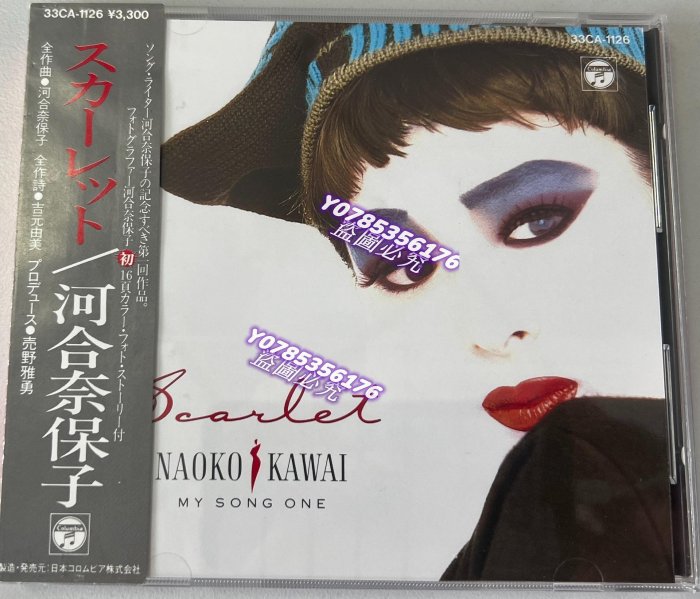 33CA-1126 ¥3,300
スカーレット／河合奈保子
ソング・ライター河合奈保子の記念すべき第一回作品。
フォトグラファー河合奈保子 初 16頁カラー・フォト・ストーリー付
全作曲●河合奈保子 全作詩●吉元由美 プロデュース●売野雅勇
Columbia
製造・発売元：日本コロムビア株式会社
33CA-1126
Columbia
Y0785356176
盜圖必究
Y0785356176
盜圖必究
Scarlet
NAOKO KAWAI
MY SONG ONE